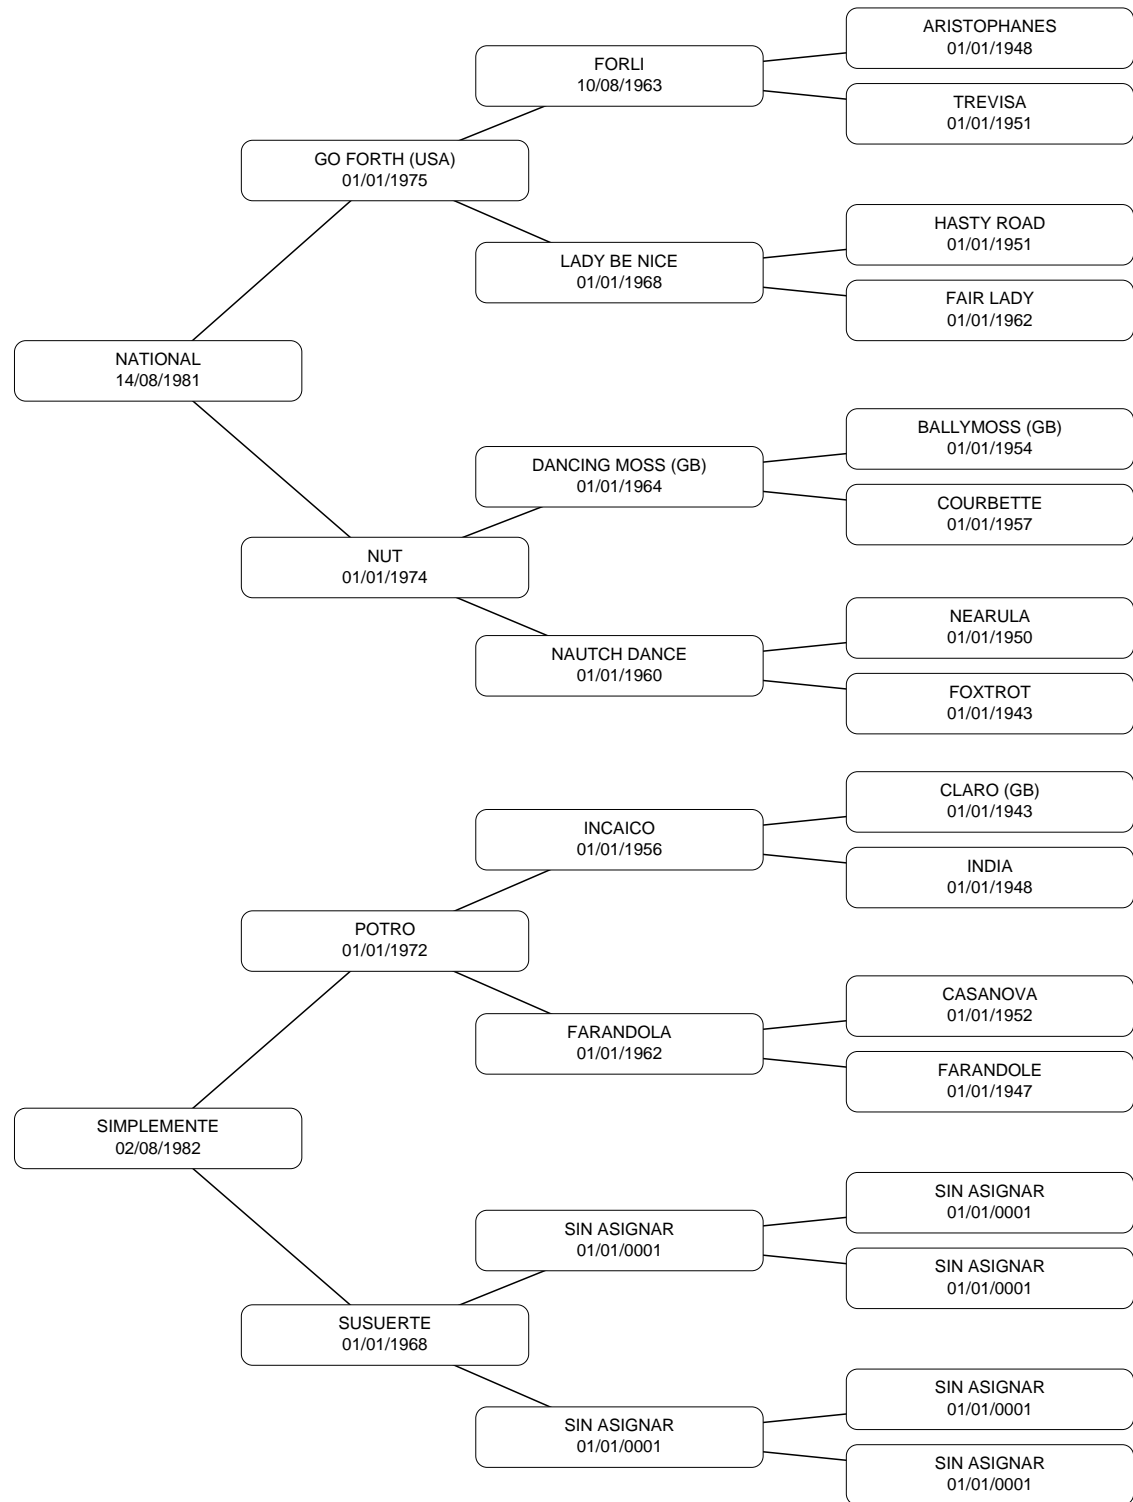 ARISTOPHANES
01/01/1948
FORLI
10/08/1963
TREVISA
01/01/1951
GO FORTH (USA)
01/01/1975
HASTY ROAD
01/01/1951
LADY BE NICE
01/01/1968
FAIR LADY
01/01/1962
NATIONAL
14/08/1981
BALLYMOSS (GB)
01/01/1954
DANCING MOSS (GB)
01/01/1964
COURBETTE
01/01/1957
NUT
01/01/1974
NEARULA
01/01/1950
NAUTCH DANCE
01/01/1960
FOXTROT
01/01/1943
CLARO (GB)
01/01/1943
INCAICO
01/01/1956
INDIA
01/01/1948
POTRO
01/01/1972
CASANOVA
01/01/1952
FARANDOLA
01/01/1962
FARANDOLE
01/01/1947
SIMPLEMENTE
02/08/1982
SIN ASIGNAR
01/01/0001
SIN ASIGNAR
01/01/0001
SIN ASIGNAR
01/01/0001
SUSUERTE
01/01/1968
SIN ASIGNAR
01/01/0001
SIN ASIGNAR
01/01/0001
SIN ASIGNAR
01/01/0001